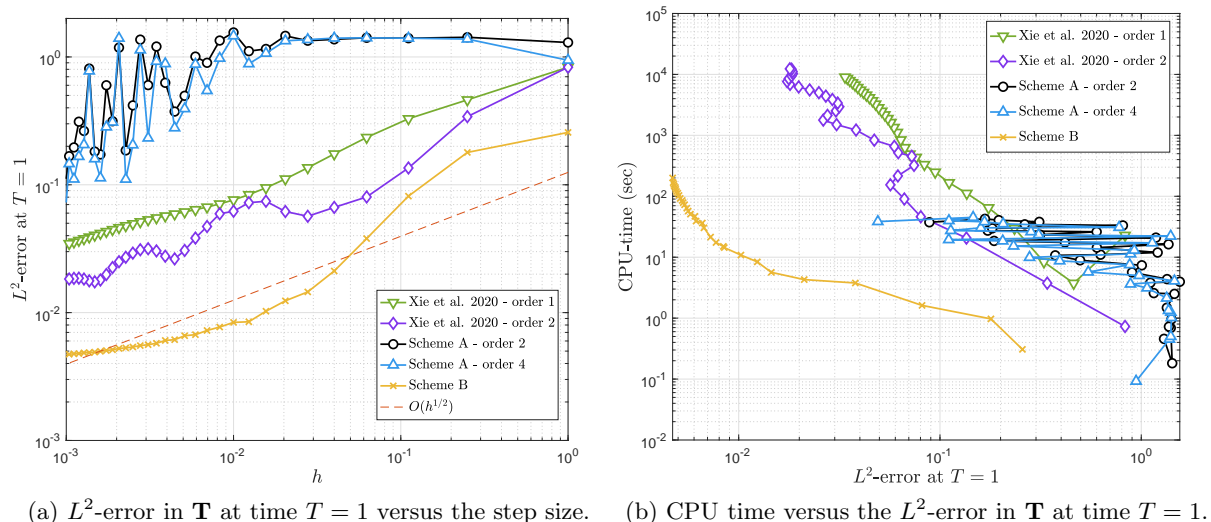 10^0
10^-1
10^-2
10^-3
10^-3
10^-2
10^-1
10^0
L^2-error at T = 1
h
Xie et al. 2020 - order 1
Xie et al. 2020 - order 2
Scheme A - order 2
Scheme A - order 4
Scheme B
O(h^{1/2})
(a) L^2-error in T at time T = 1 versus the step size.
10^5
10^4
10^3
10^2
10^1
10^0
10^-1
10^-2
10^-2
10^-1
10^0
CPU-time (sec)
L^2-error at T = 1
Xie et al. 2020 - order 1
Xie et al. 2020 - order 2
Scheme A - order 2
Scheme A - order 4
Scheme B
(b) CPU time versus the L^2-error in T at time T = 1.